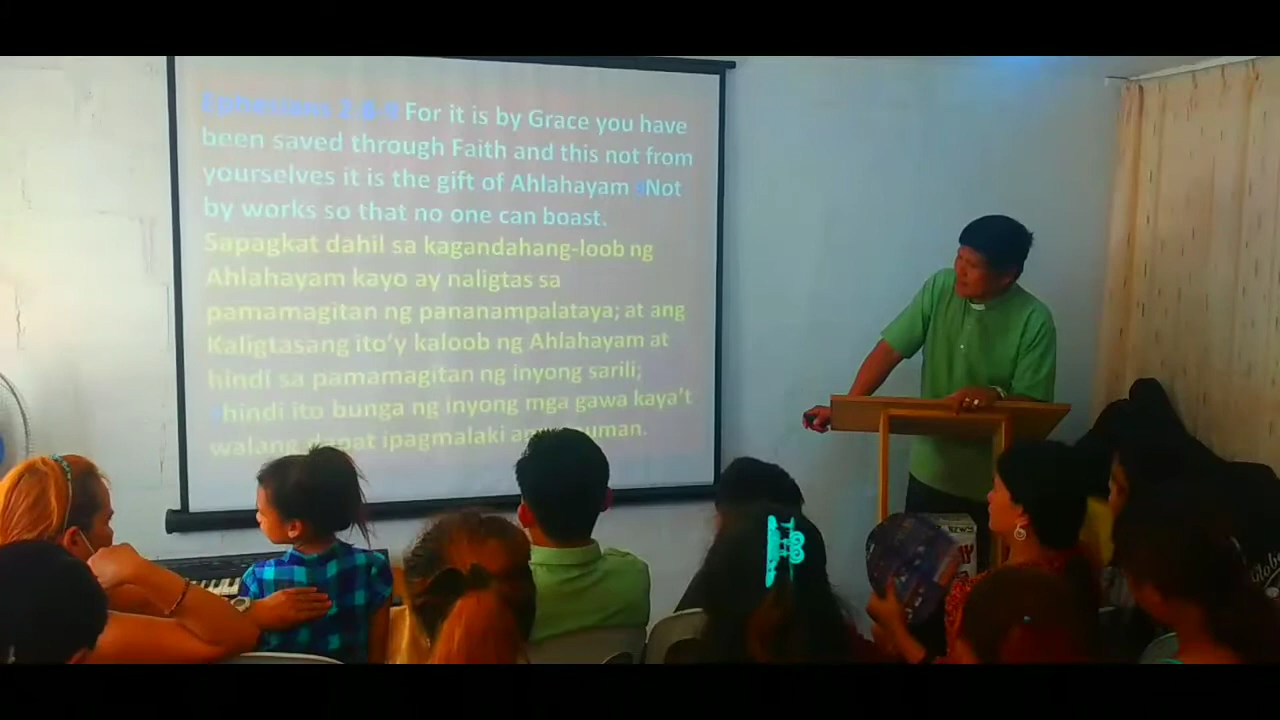 Ephesians 2:8-9 For it is by Grace you have
been saved through Faith and this not from
yourselves it is the gift of Ahlahayam 9Not
by works so that no one can boast.
Sapagkat dahil sa kagandahang-loob ng
Ahlahayam kayo ay naligtas sa
pamamagitan ng pananampalataya; at ang
Kaligtasang ito'y kaloob ng Ahlahayam at
hindi sa pamamagitan ng inyong sarili;
9hindi ito bunga ng inyong mga gawa kaya't
walang dapat ipagmalaki